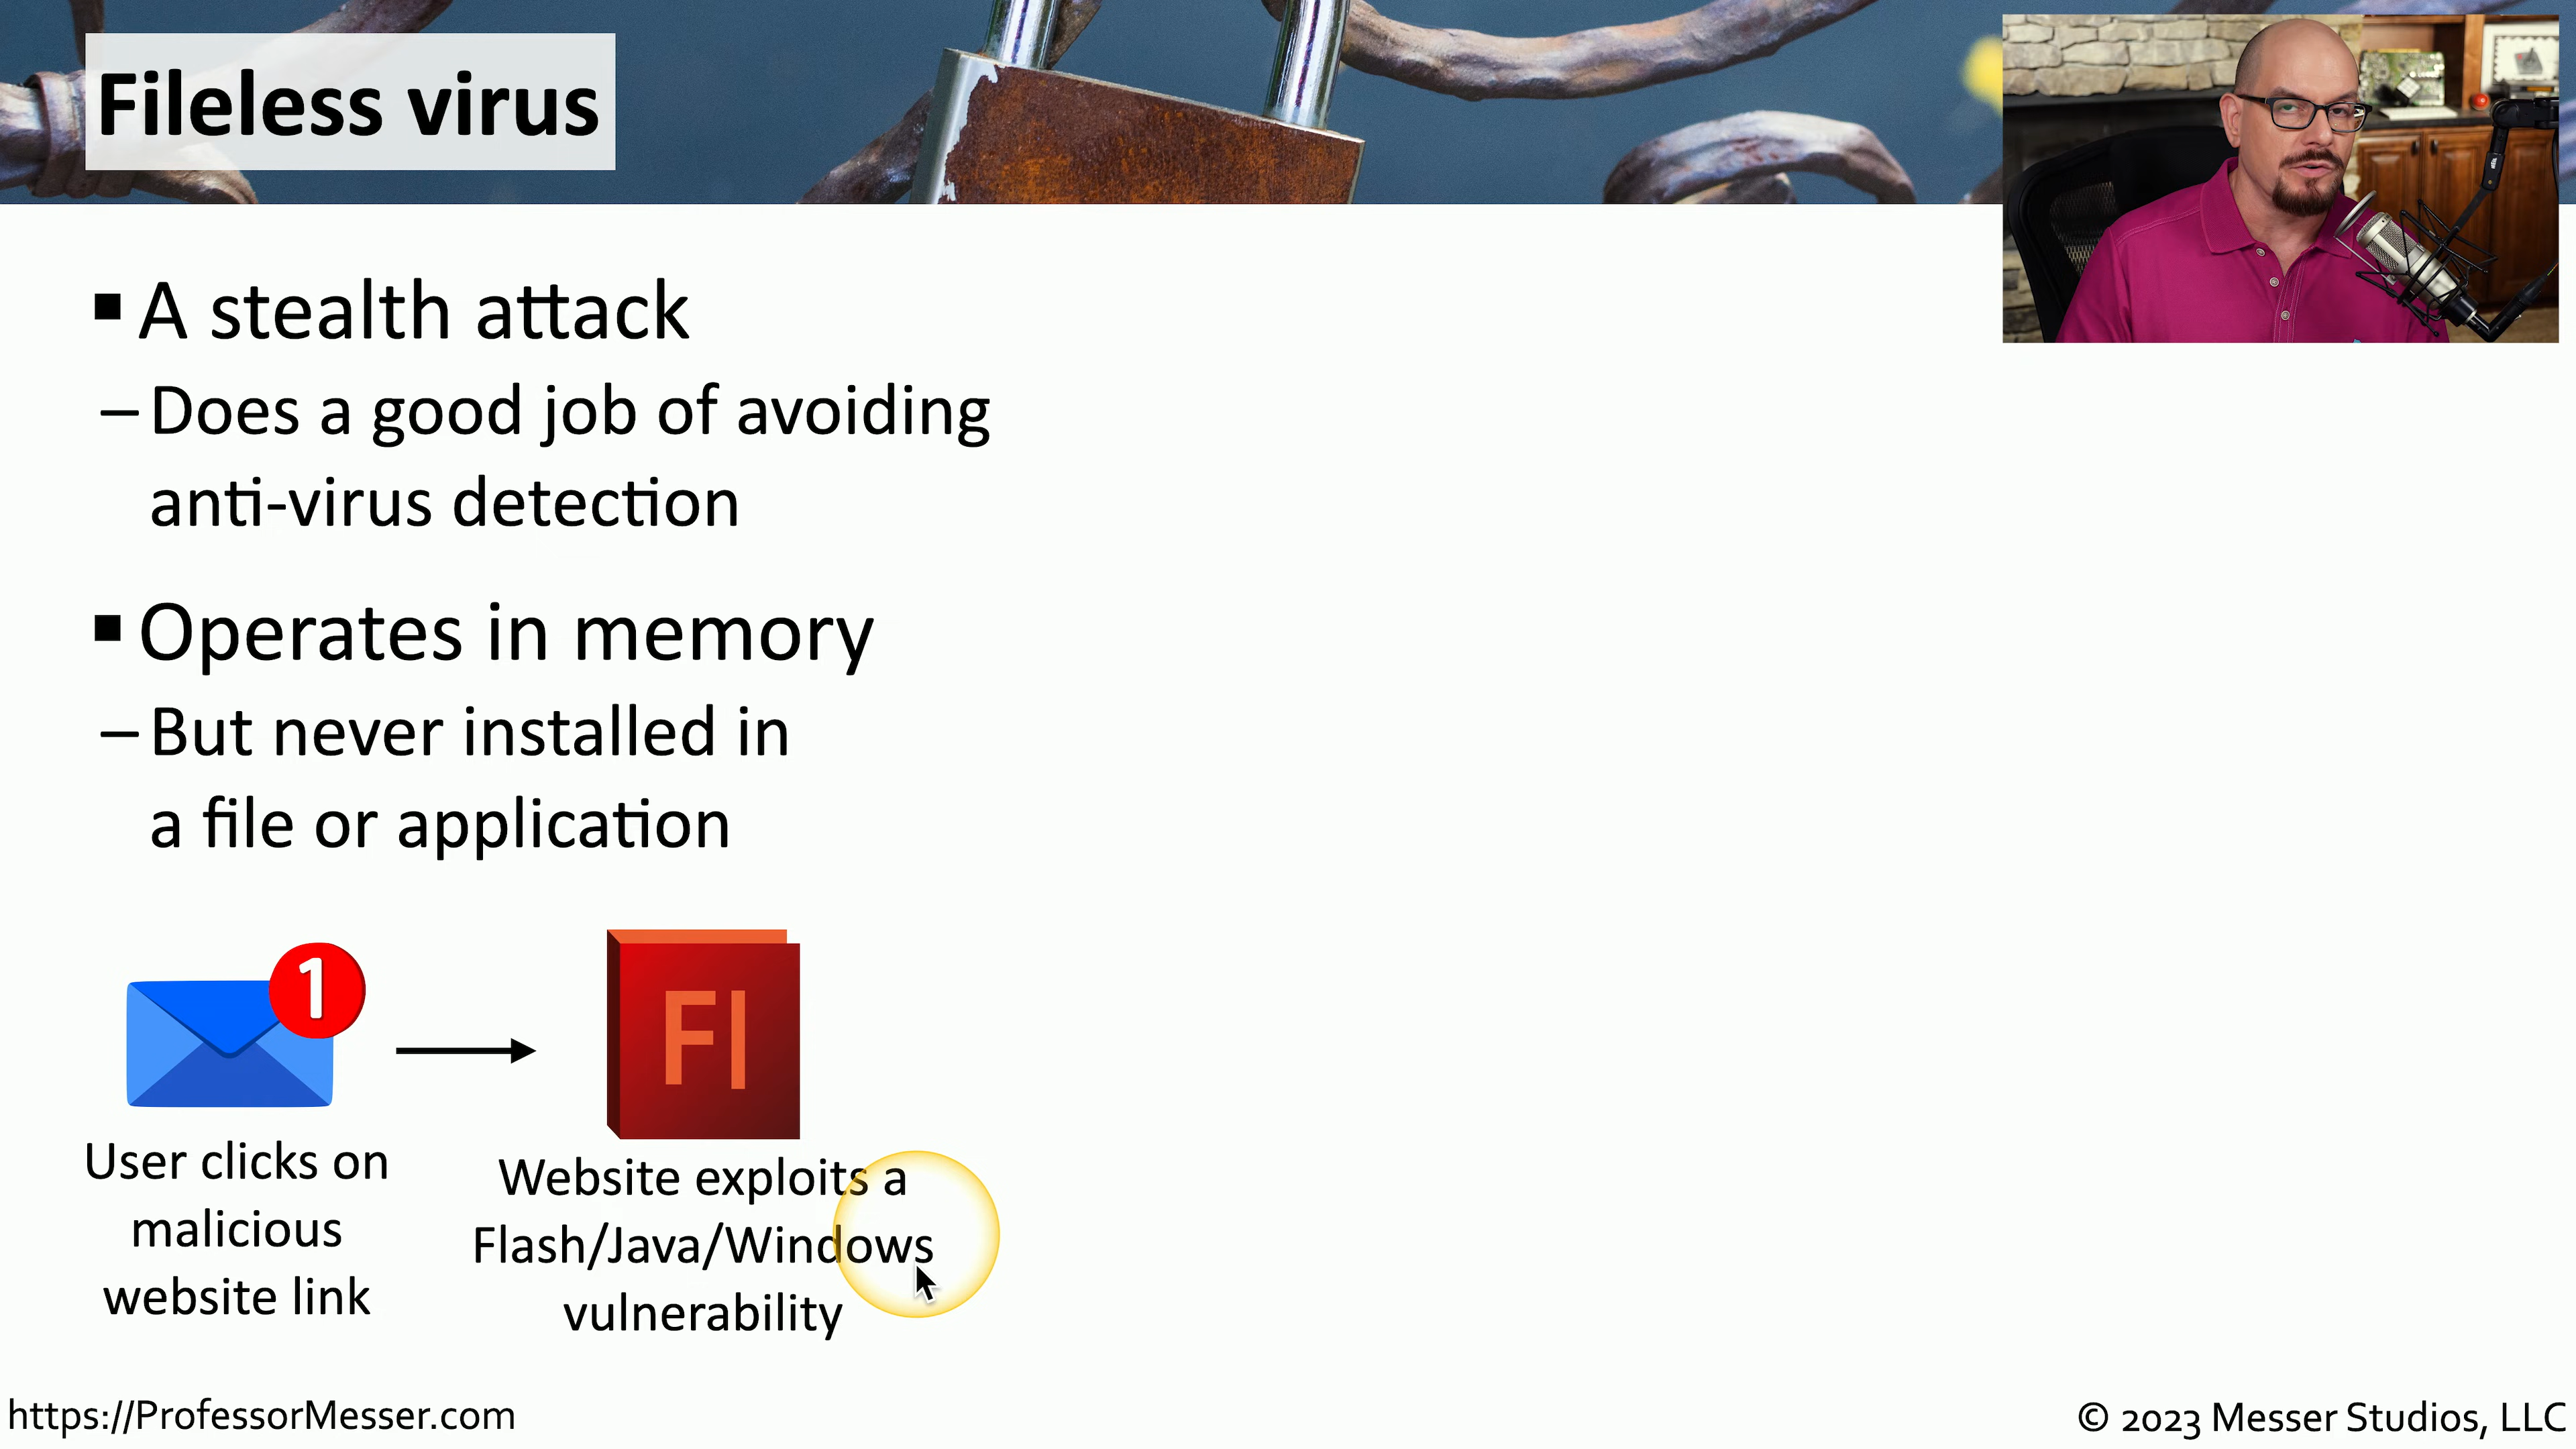 Fileless virus
▪ A stealth attack
– Does a good job of avoiding
anti-virus detection
▪ Operates in memory
– But never installed in
a file or application
1
Fl
User clicks on
malicious
website link
Website exploits a
Flash/Java/Windows
vulnerability
https://ProfessorMesser.com
© 2023 Messer Studios, LLC